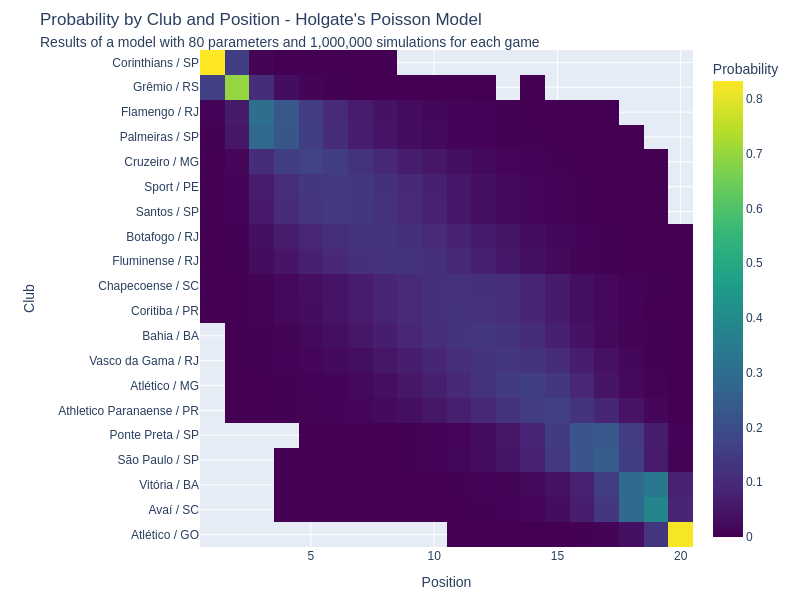 Probability by Club and Position - Holgate's Poisson Model
Results of a model with 80 parameters and 1,000,000 simulations for each game
Probability
Club
Corinthians / SP
Grêmio / RS
Flamengo / RJ
Palmeiras / SP
Cruzeiro / MG
Sport / PE
Santos / SP
Botafogo / RJ
Fluminense / RJ
Chapecoense / SC
Coritiba / PR
Bahia / BA
Vasco da Gama / RJ
Atlético / MG
Athletico Paranaense / PR
Ponte Preta / SP
São Paulo / SP
Vitória / BA
Avaí / SC
Atlético / GO
0.8
0.7
0.6
0.5
0.4
0.3
0.2
0.1
0
5 10 15 20
Position